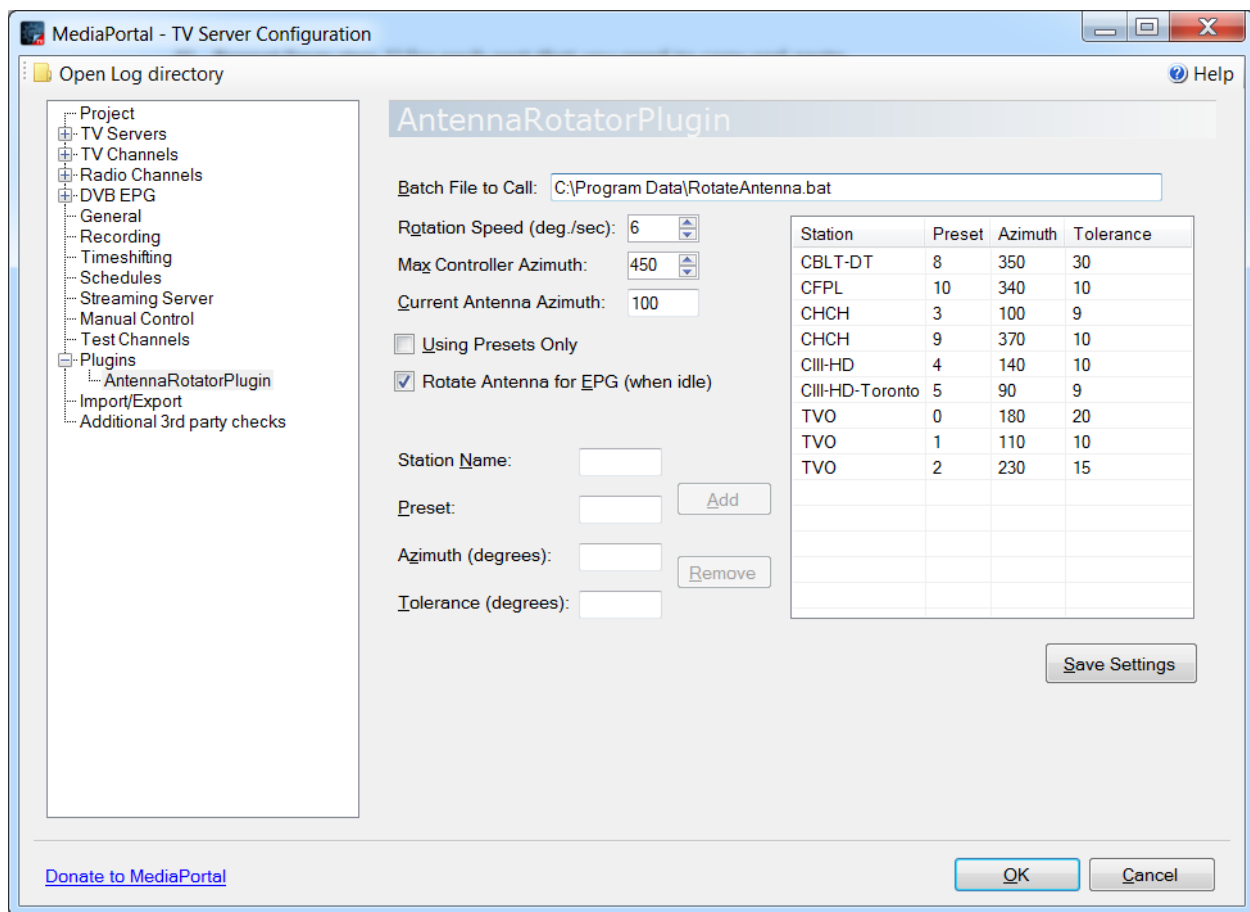 MediaPortal - TV Server Configuration
Open Log directory
Help
Project
TV Servers
TV Channels
Radio Channels
DVB EPG
General
Recording
Timeshifting
Schedules
Streaming Server
Manual Control
Test Channels
Plugins
AntennaRotatorPlugin
Import/Export
Additional 3rd party checks
AntennaRotatorPlugin
Batch File to Call: C:\Program Data\RotateAntenna.bat
Rotation Speed (deg./sec): 6
Max Controller Azimuth: 450
Current Antenna Azimuth: 100
Using Presets Only
Rotate Antenna for EPG (when idle)
Station Name:
Preset:
Azimuth (degrees):
Tolerance (degrees):
Add
Remove
Station Preset Azimuth Tolerance
CBLT-DT 8 350 30
CFPL 10 340 10
CHCH 3 100 9
CHCH 9 370 10
CIII-HD 4 140 10
CIII-HD-Toronto 5 90 9
TVO 0 180 20
TVO 1 110 10
TVO 2 230 15
Save Settings
Donate to MediaPortal
OK
Cancel